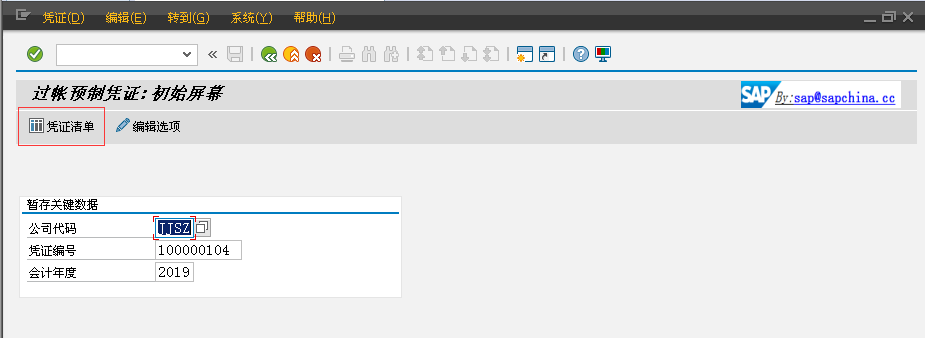 凭证(D) 编辑(E) 转到(G) 系统(Y) 帮助(H)
过帐预制凭证:初始屏幕
SAP By:sap@sapchina.cc
凭证清单 编辑选项
暂存关键数据
公司代码 TTSZ
凭证编号 100000104
会计年度 2019